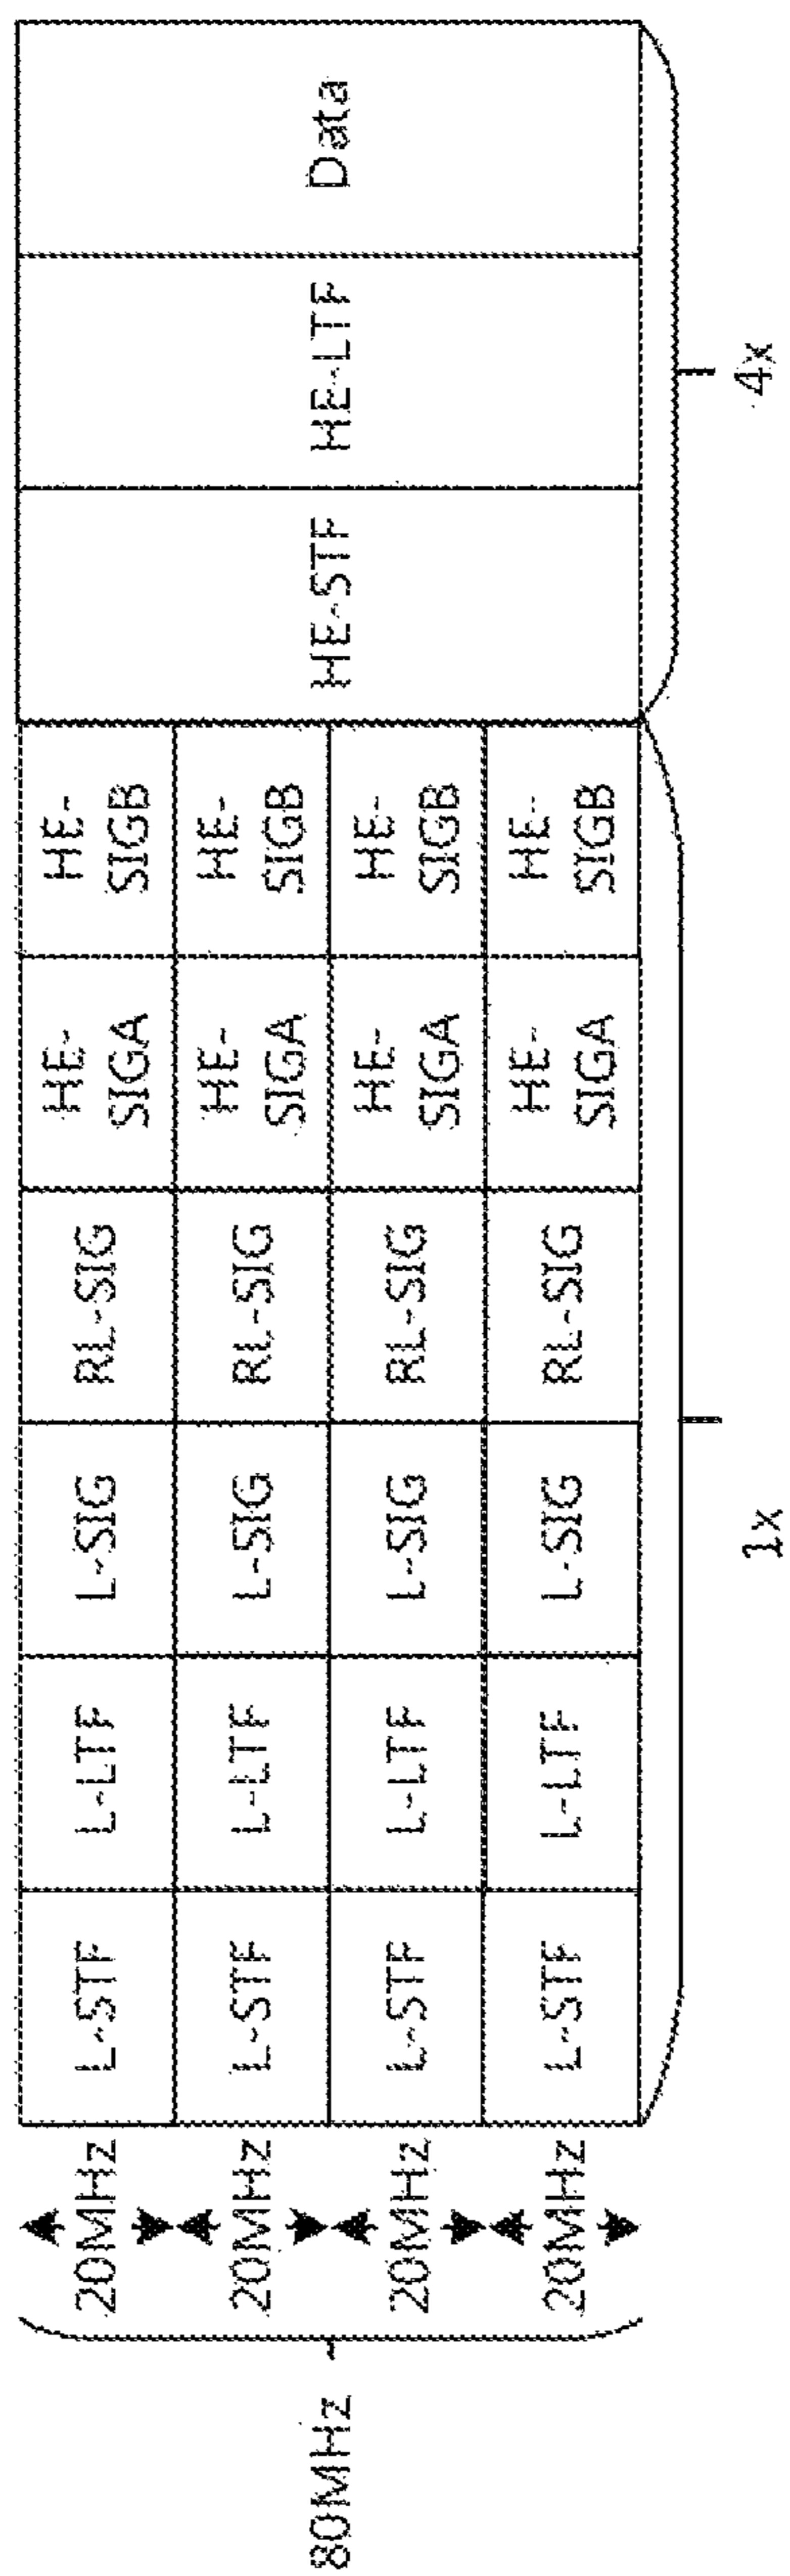 80MHz
20MHz L-STF L-LTF L-SIG RL-SIG HE-
SIGA HE-
SIGB HE-STF HE-LTF Data
20MHz L-STF L-LTF L-SIG RL-SIG HE-
SIGA HE-
SIGB
20MHz L-STF L-LTF L-SIG RL-SIG HE-
SIGA HE-
SIGB
20MHz L-STF L-LTF L-SIG RL-SIG HE-
SIGA HE-
SIGB
1x
4x